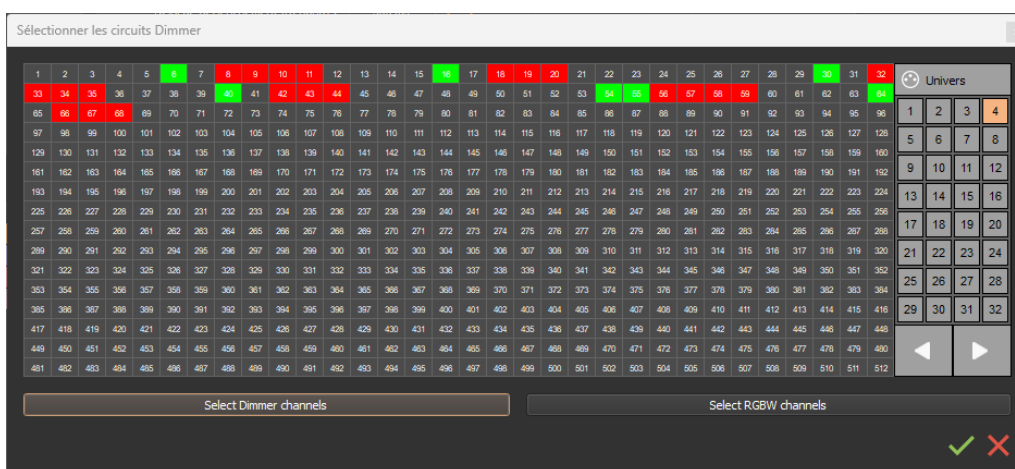 Sélectionner les circuits Dimmer
1 2 3 4 5 6 7 8 9 10 11 12 13 14 15 16 17 18 19 20 21 22 23 24 25 26 27 28 29 30 31 32
33 34 35 36 37 38 39 40 41 42 43 44 45 46 47 48 49 50 51 52 53 54 55 56 57 58 59 60 61 62 63 64
65 66 67 68 69 70 71 72 73 74 75 76 77 78 79 80 81 82 83 84 85 86 87 88 89 90 91 92 93 94 95 96
97 98 99 100 101 102 103 104 105 106 107 108 109 110 111 112 113 114 115 116 117 118 119 120 121 122 123 124 125 126 127 128
129 130 131 132 133 134 135 136 137 138 139 140 141 142 143 144 145 146 147 148 149 150 151 152 153 154 155 156 157 158 159 160
161 162 163 164 165 166 167 168 169 170 171 172 173 174 175 176 177 178 179 180 181 182 183 184 185 186 187 188 189 190 191 192
193 194 195 196 197 198 199 200 201 202 203 204 205 206 207 208 209 210 211 212 213 214 215 216 217 218 219 220 221 222 223 224
225 226 227 228 229 230 231 232 233 234 235 236 237 238 239 240 241 242 243 244 245 246 247 248 249 250 251 252 253 254 255 256
257 258 259 260 261 262 263 264 265 266 267 268 269 270 271 272 273 274 275 276 277 278 279 280 281 282 283 284 285 286 287 288
289 290 291 292 293 294 295 296 297 298 299 300 301 302 303 304 305 306 307 308 309 310 311 312 313 314 315 316 317 318 319 320
321 322 323 324 325 326 327 328 329 330 331 332 333 334 335 336 337 338 339 340 341 342 343 344 345 346 347 348 349 350 351 352
353 354 355 356 357 358 359 360 361 362 363 364 365 366 367 368 369 370 371 372 373 374 375 376 377 378 379 380 381 382 383 384
385 386 387 388 389 390 391 392 393 394 395 396 397 398 399 400 401 402 403 404 405 406 407 408 409 410 411 412 413 414 415 416
417 418 419 420 421 422 423 424 425 426 427 428 429 430 431 432 433 434 435 436 437 438 439 440 441 442 443 444 445 446 447 448
449 450 451 452 453 454 455 456 457 458 459 460 461 462 463 464 465 466 467 468 469 470 471 472 473 474 475 476 477 478 479 480
481 482 483 484 485 486 487 488 489 490 491 492 493 494 495 496 497 498 499 500 501 502 503 504 505 506 507 508 509 510 511 512
Univers
1 2 3 4
5 6 7 8
9 10 11 12
13 14 15 16
17 18 19 20
21 22 23 24
25 26 27 28
29 30 31 32
Select Dimmer channels
Select RGBW channels